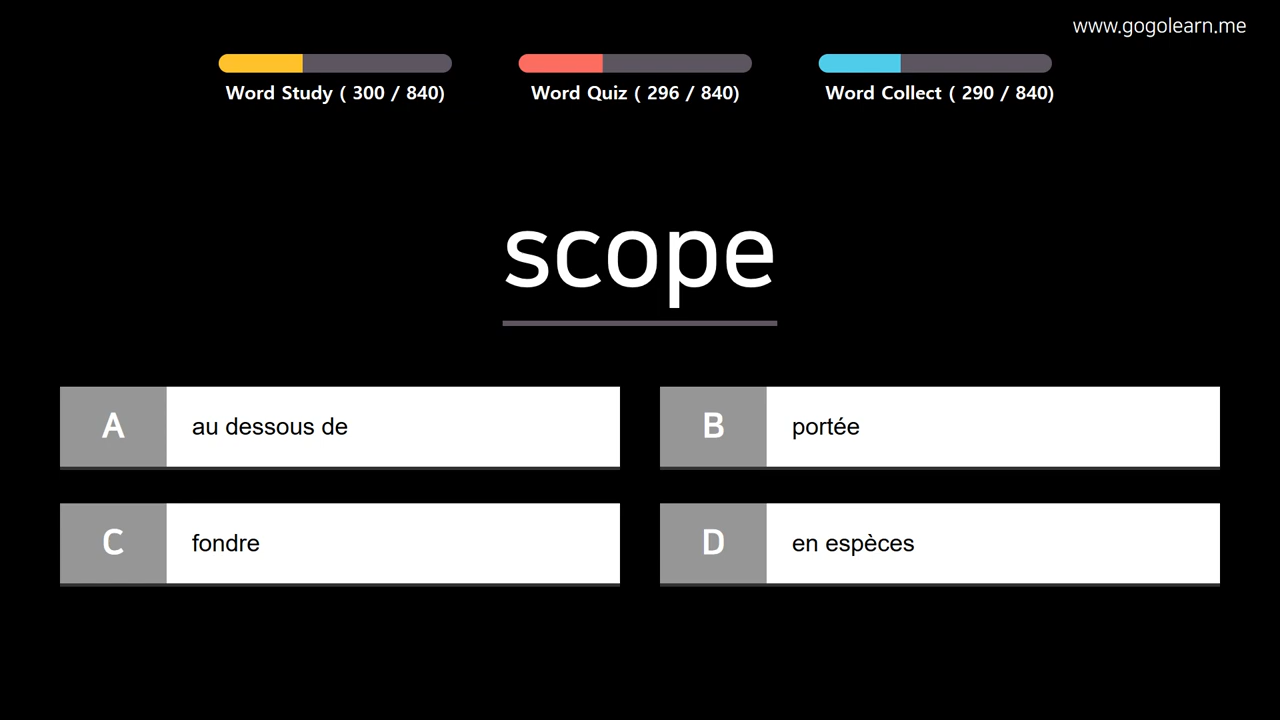 www.gogolearn.me
Word Study ( 300 / 840)
Word Quiz ( 296 / 840)
Word Collect ( 290 / 840)
scope
A au dessous de
B portée
C fondre
D en espèces